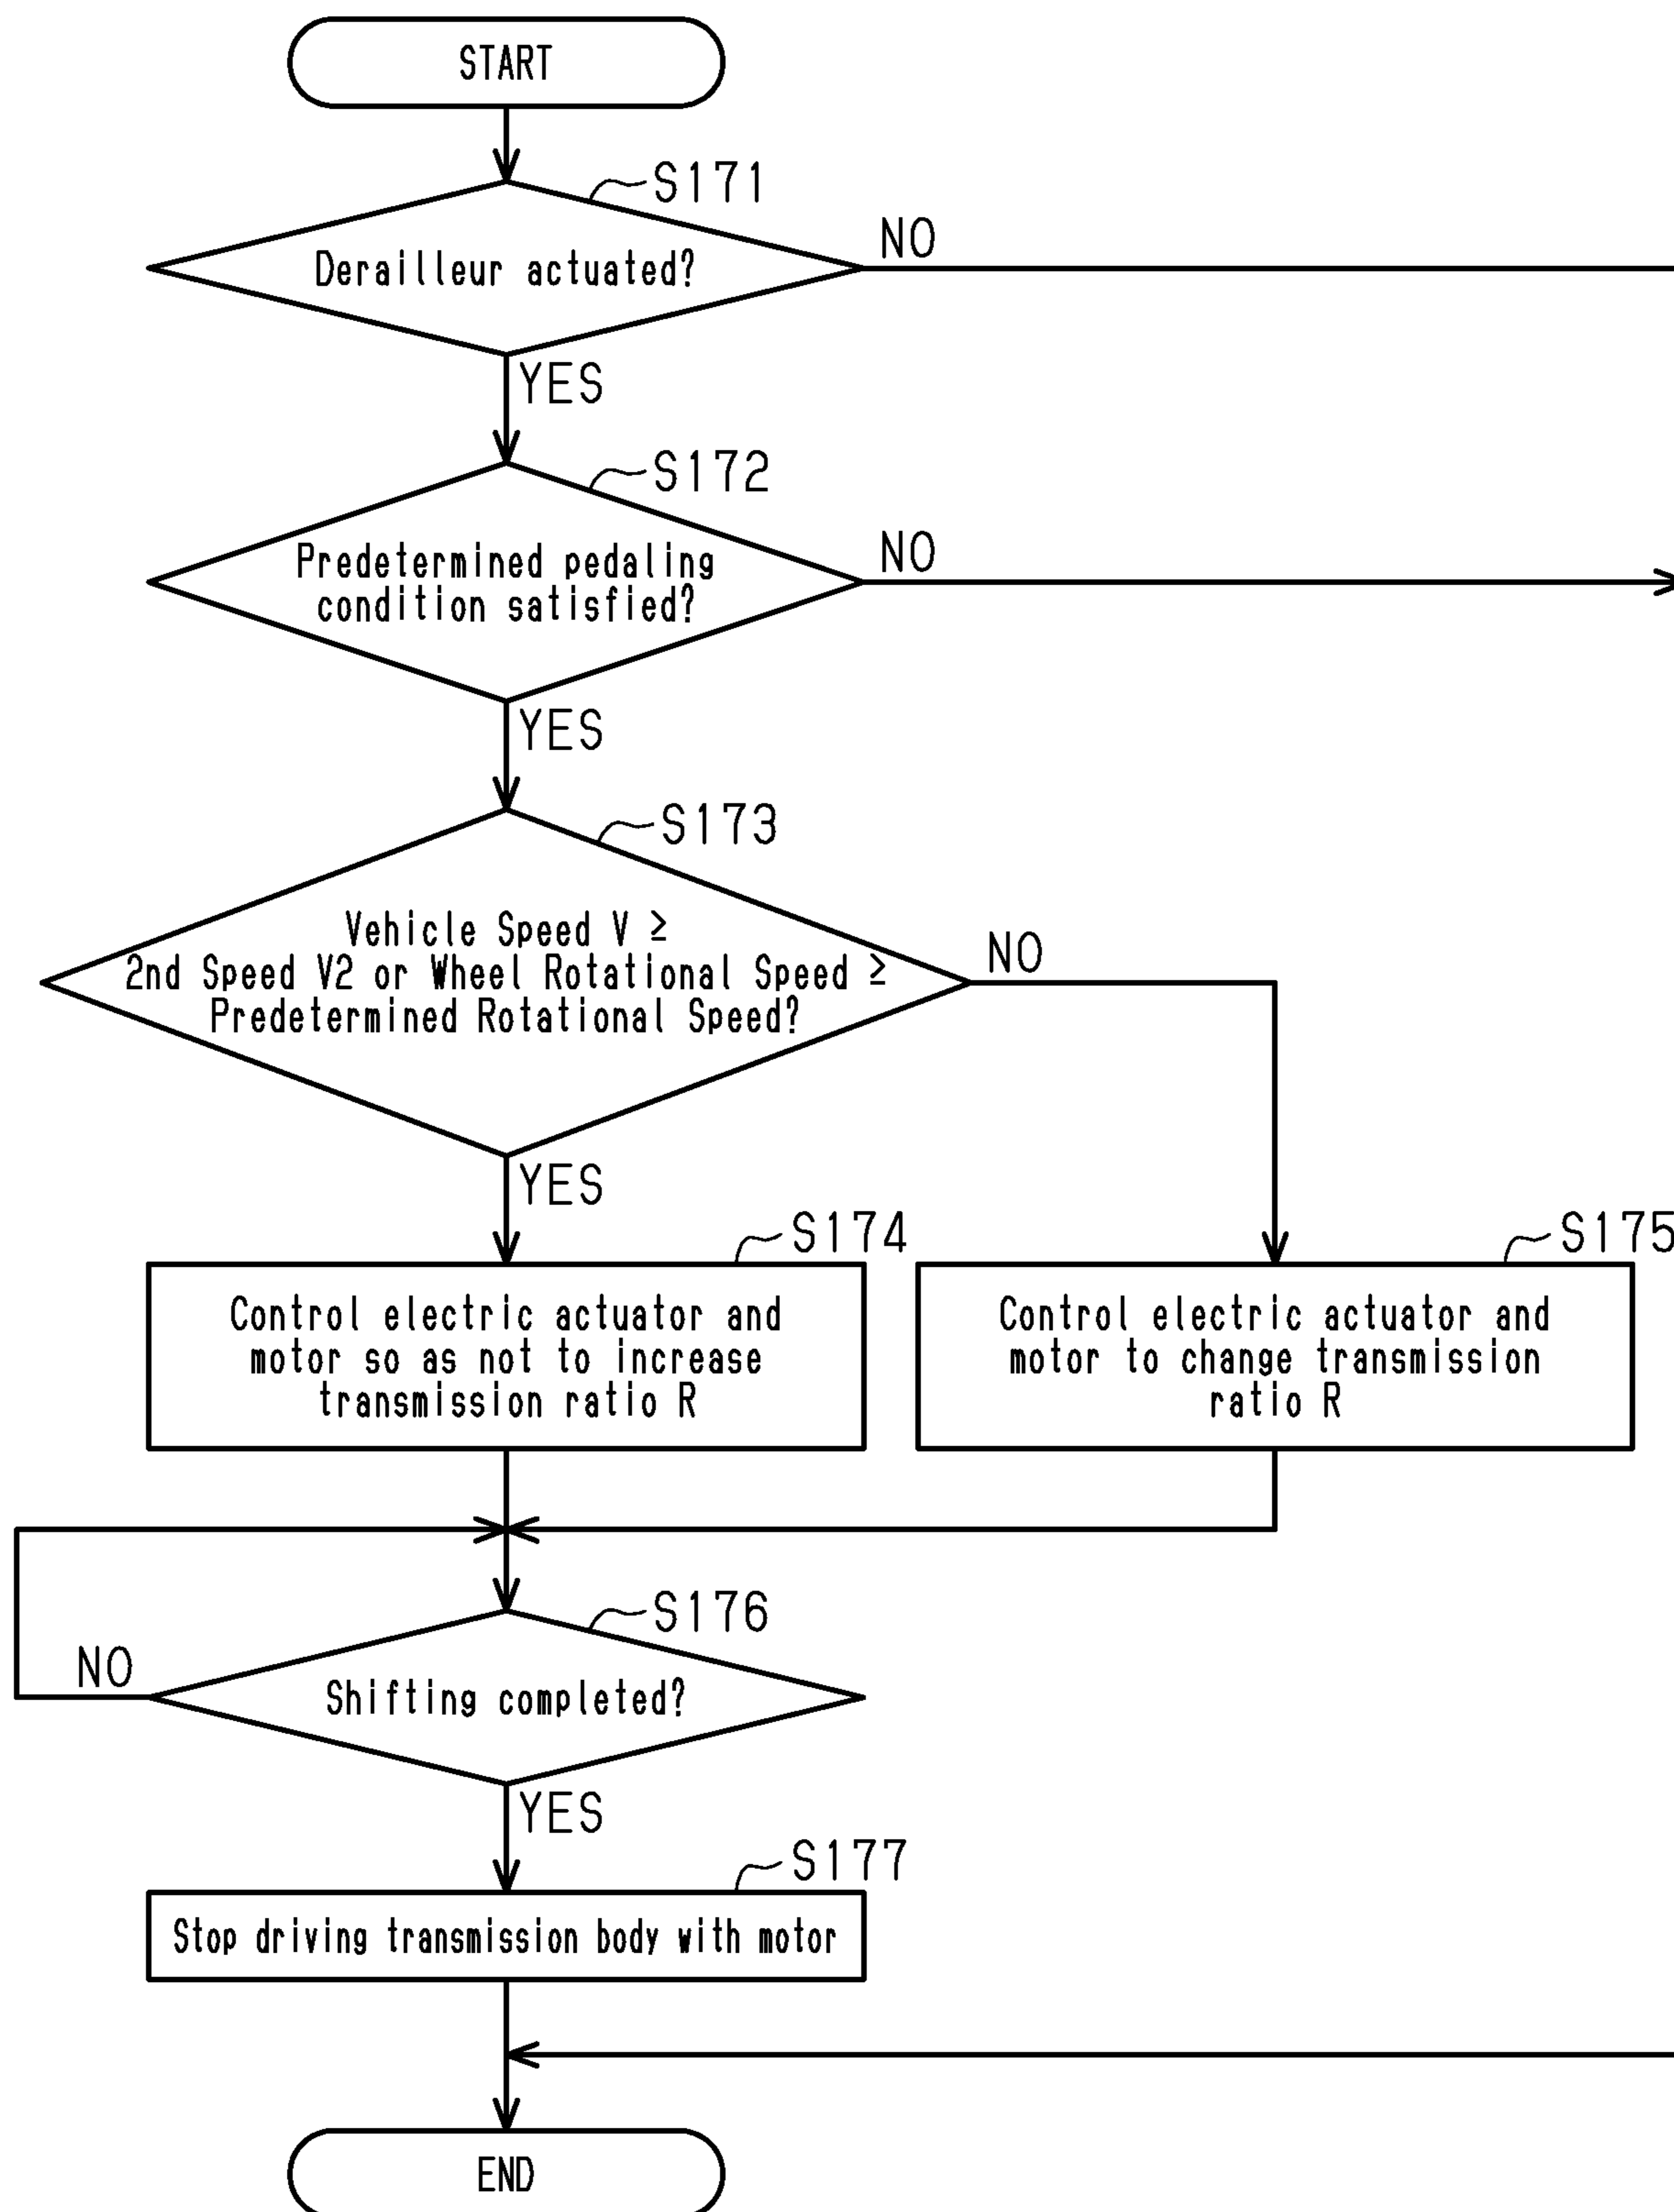 START
S171
Derailleur actuated?
NO
YES
S172
Predetermined pedaling
condition satisfied?
NO
YES
S173
Vehicle Speed V ≥
2nd Speed V2 or Wheel Rotational Speed ≥
Predetermined Rotational Speed?
NO
YES
S174
Control electric actuator and
motor so as not to increase
transmission ratio R
S175
Control electric actuator and
motor to change transmission
ratio R
S176
NO
Shifting completed?
YES
S177
Stop driving transmission body with motor
END